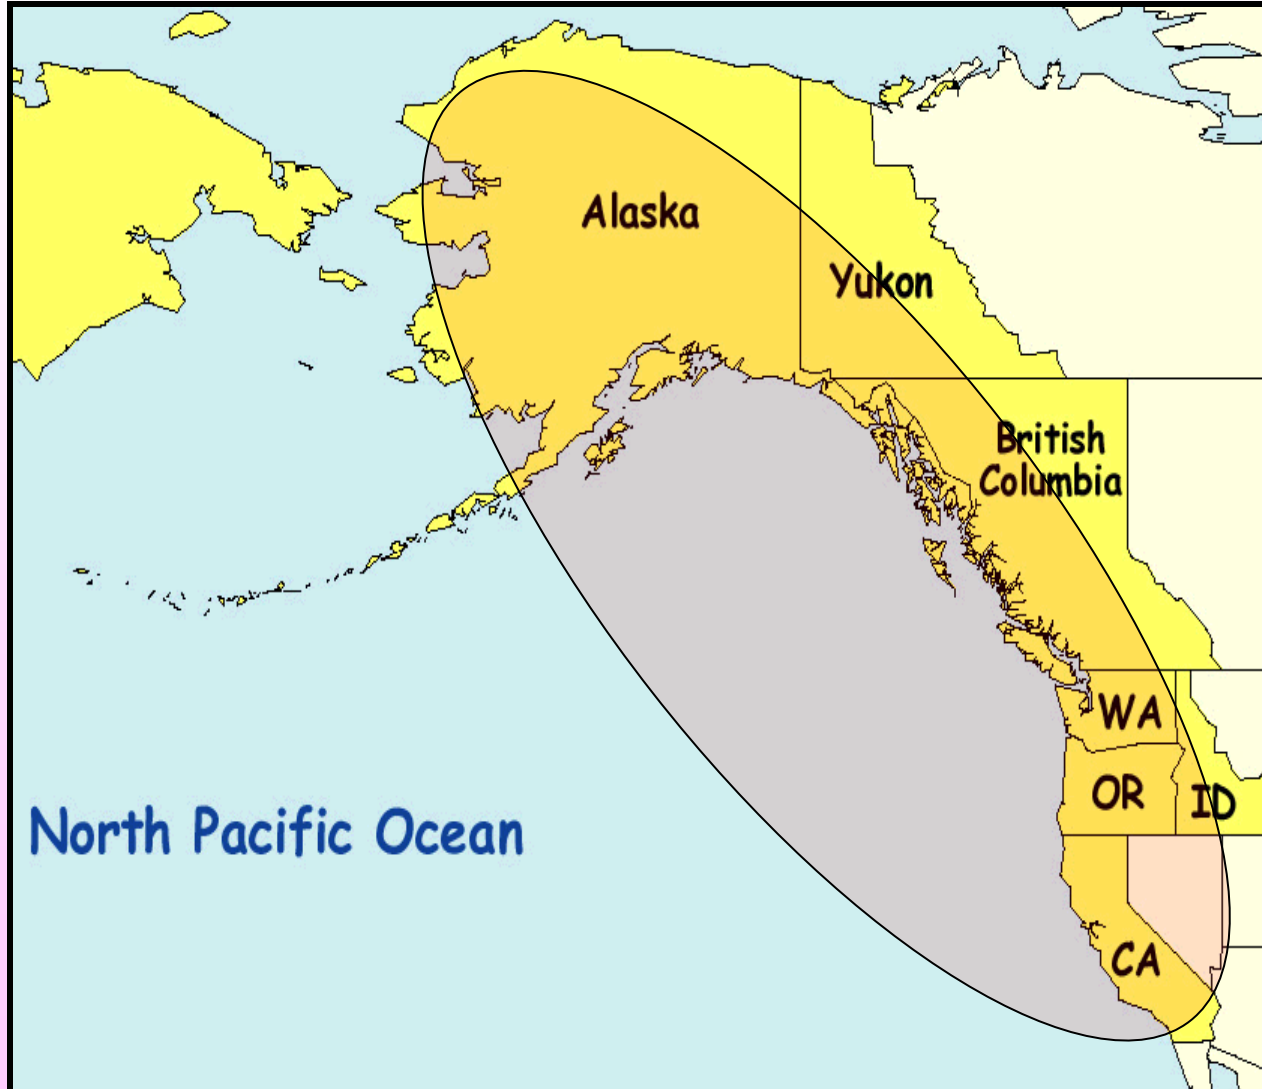 Alaska
Yukon
British
Columbia
WA
OR
ID
North Pacific Ocean
CA